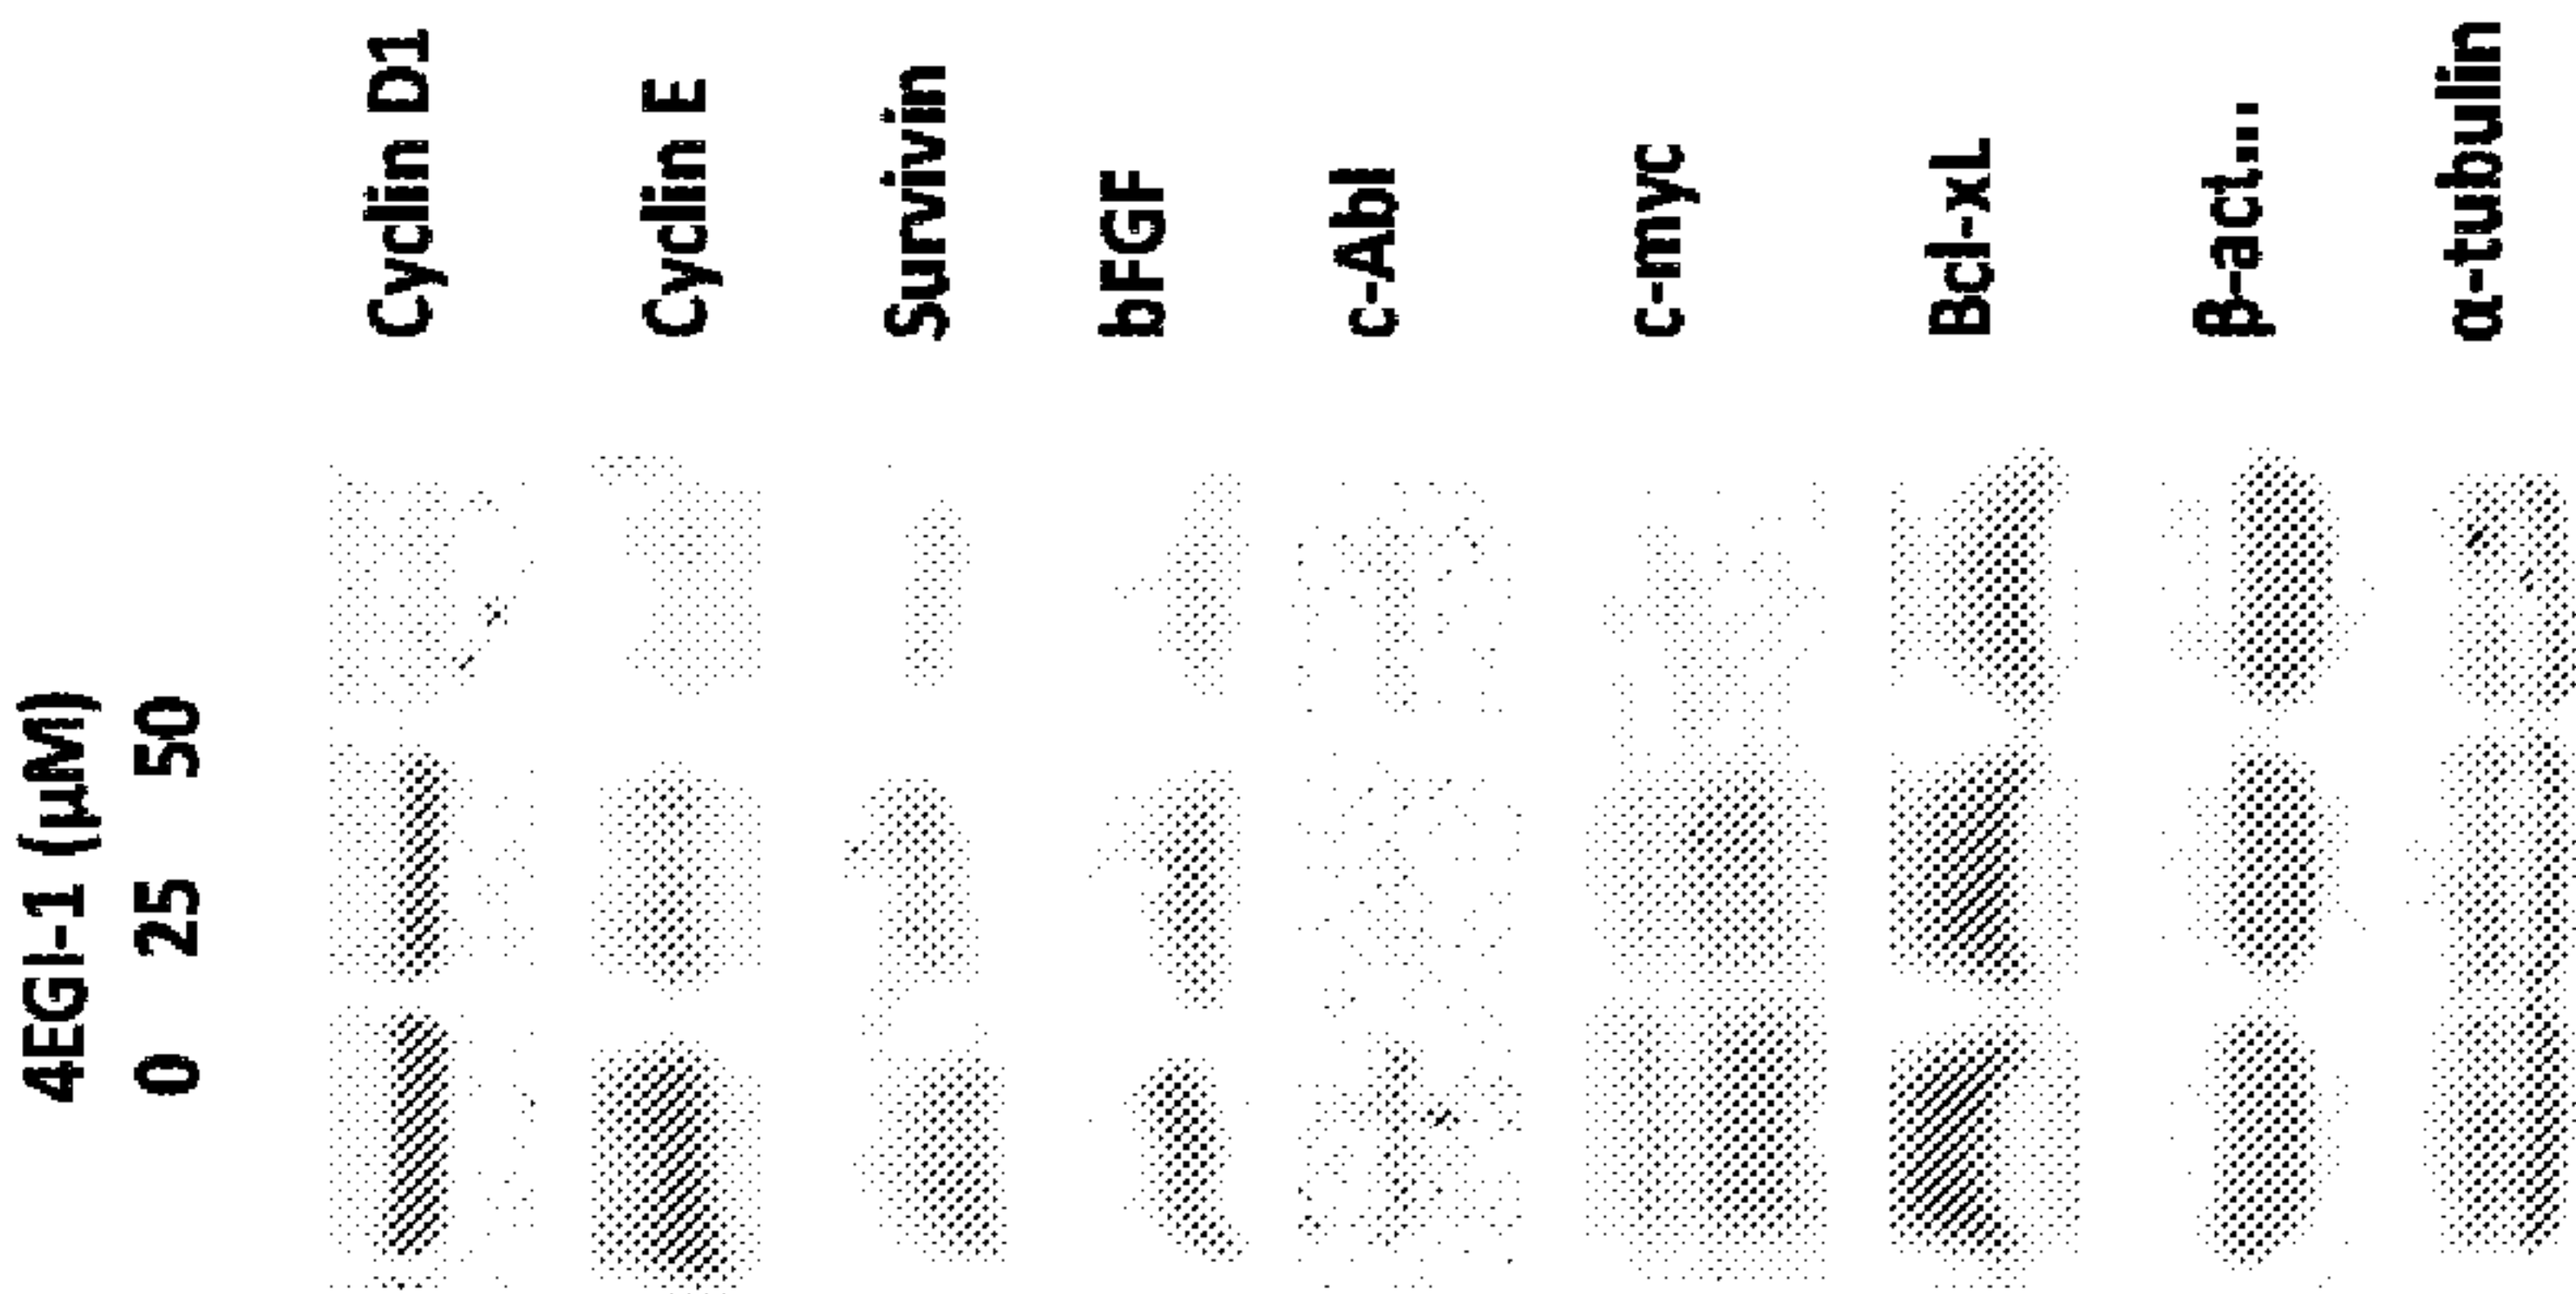 4EGI-1 (μM)
0 25 50
Cyclin D1
Cyclin E
Survivin
bFGF
c-Abl
c-myc
Bcl-xL
β-act...
α-tubulin